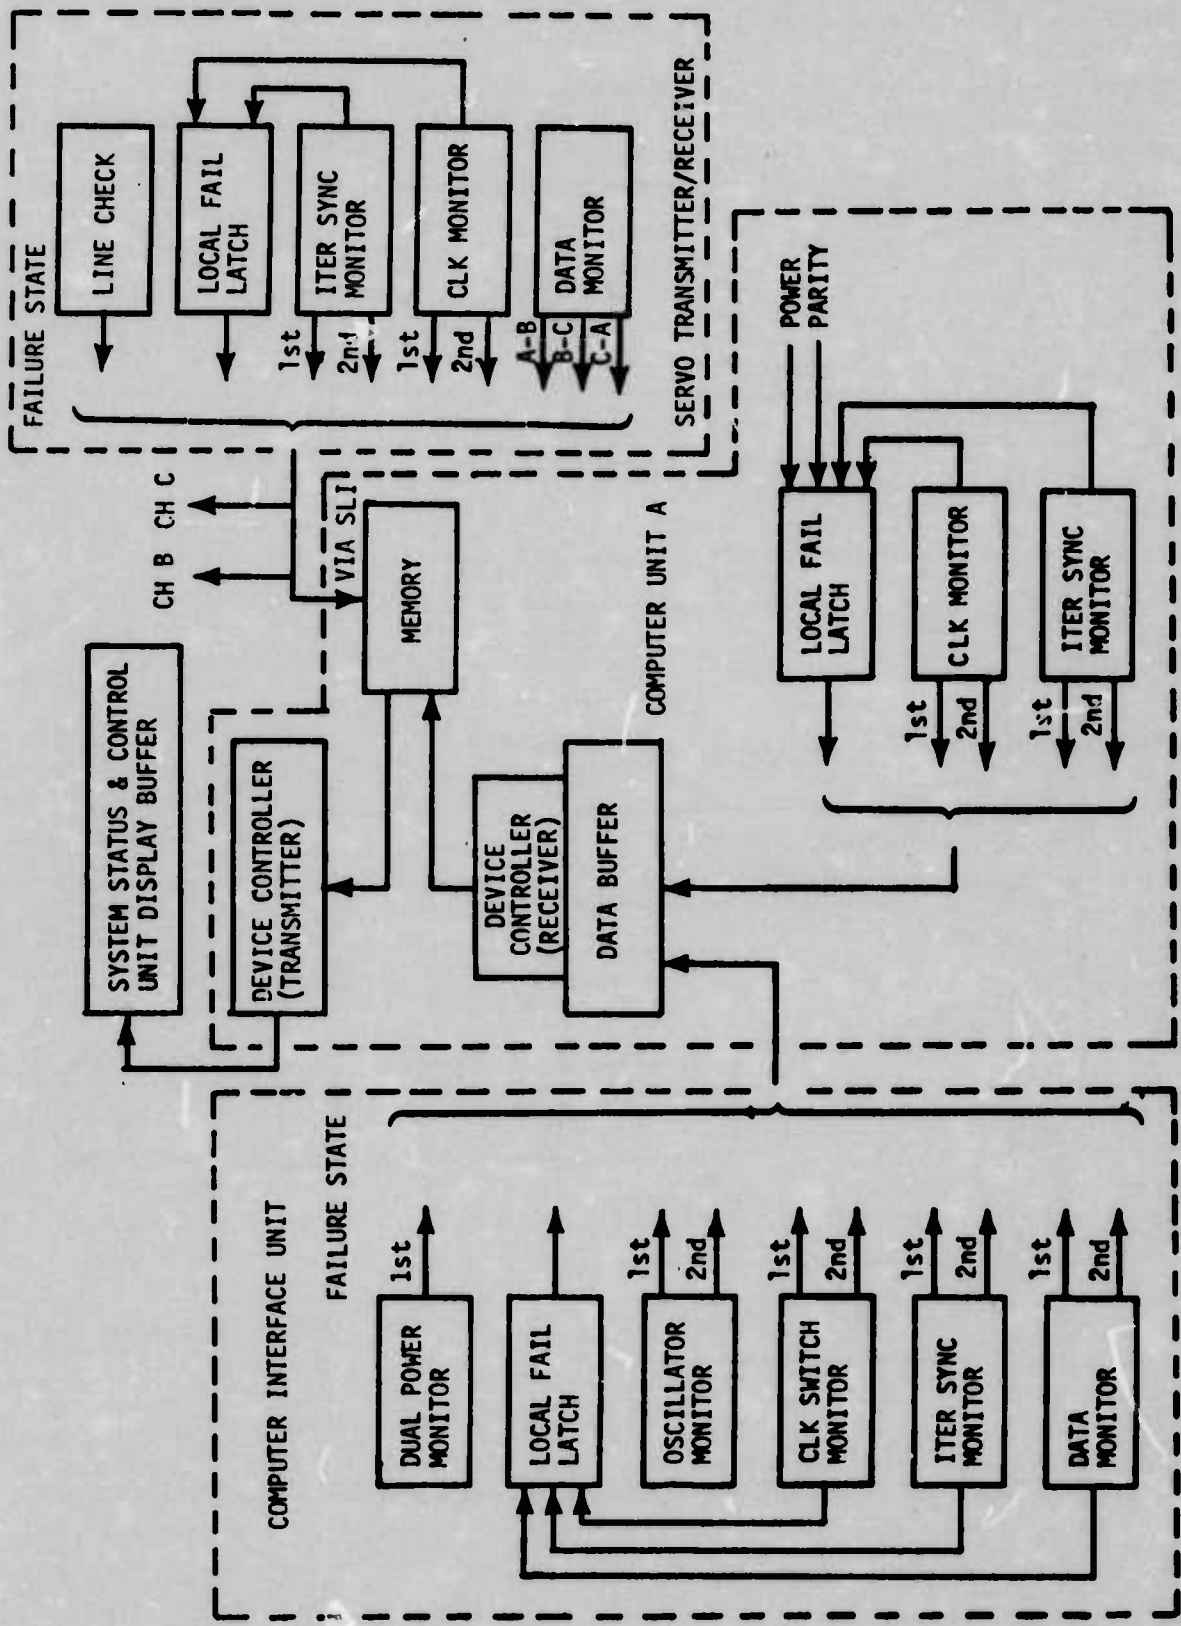 COMPUTER INTERFACE UNIT
FAILURE STATE
DUAL POWER
MONITOR
1st
LOCAL FAIL
LATCH
OSCILLATOR
MONITOR
1st
2nd
CLK SWITCH
MONITOR
1st
2nd
ITER SYNC
MONITOR
1st
2nd
DATA
MONITOR
1st
2nd
SYSTEM STATUS & CONTROL
UNIT DISPLAY BUFFER
DEVICE CONTROLLER
(TRANSMITTER)
DEVICE
CONTROLLER
(RECEIVER)
DATA BUFFER
MEMORY
VIA SLI
CH B
CH C
COMPUTER UNIT A
LOCAL FAIL
LATCH
POWER
PARITY
CLK MONITOR
1st
2nd
ITER SYNC
MONITOR
1st
2nd
FAILURE STATE
LINE CHECK
LOCAL FAIL
LATCH
ITER SYNC
MONITOR
1st
2nd
CLK MONITOR
1st
2nd
DATA
MONITOR
A-B
B-C
C-A
SERVO TRANSMITTER/RECEIVER